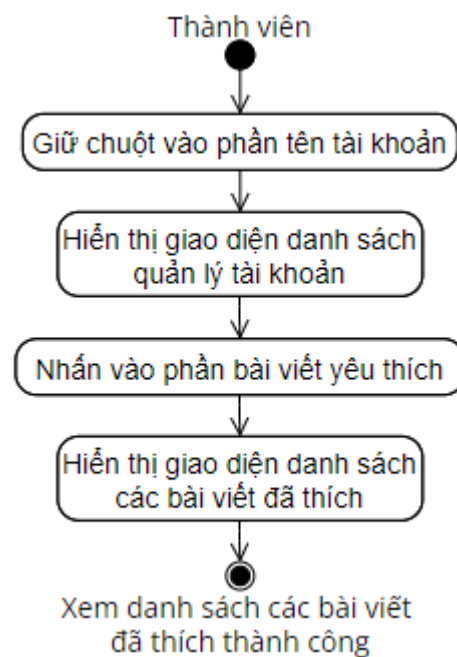 Thành viên
Giữ chuột vào phần tên tài khoản
Hiển thị giao diện danh sách
quản lý tài khoản
Nhấn vào phần bài viết yêu thích
Hiển thị giao diện danh sách
các bài viết đã thích
Xem danh sách các bài viết
đã thích thành công